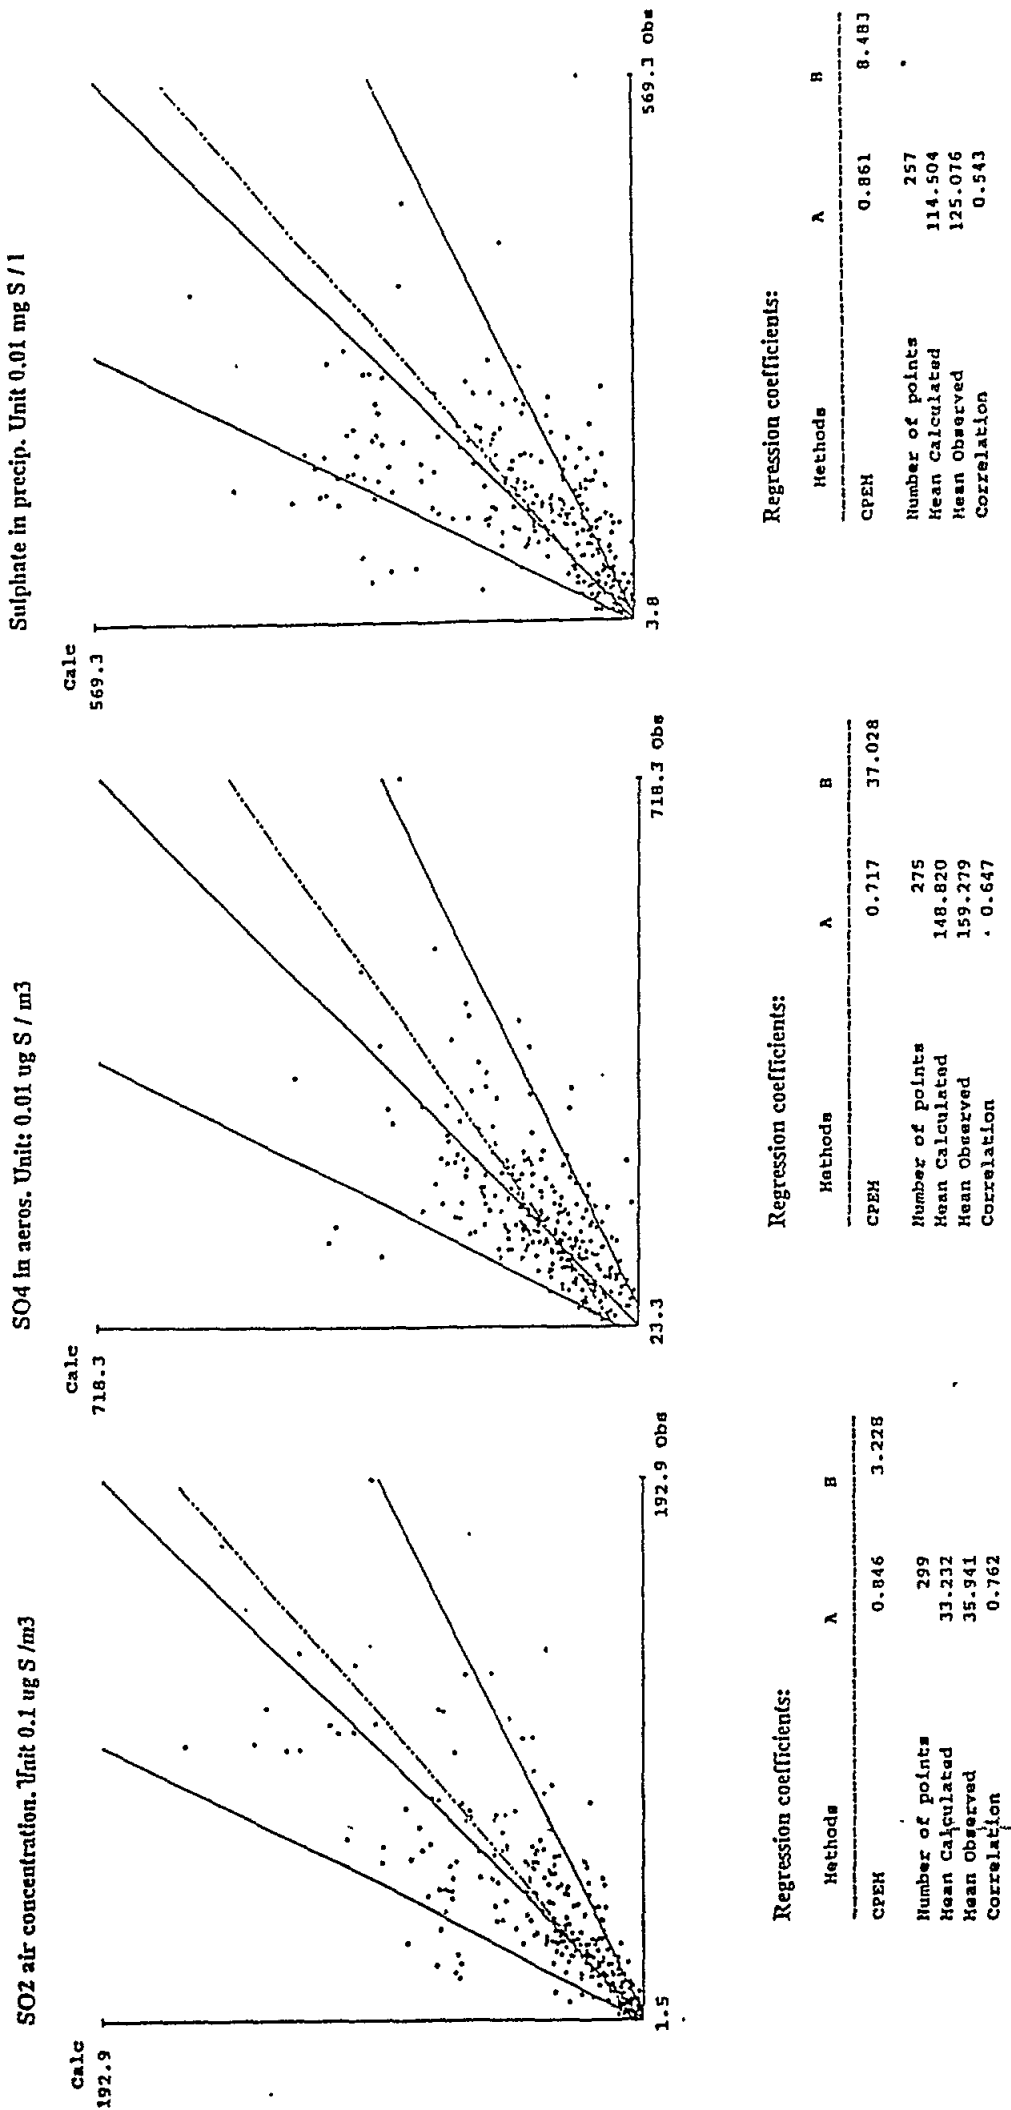 SO2 air concentration. Unit 0.1 ug S /m3
Calc
192.9
1.5
192.9 Obs
Regression coefficients:
Methods A B
CPEM 0.846 3.228
Number of points 299
Mean Calculated 33.232
Mean Observed 35.941
Correlation 0.762
SO4 in aeros. Unit: 0.01 ug S / m3
Calc
718.3
23.3
718.3 Obs
Regression coefficients:
Methods A B
CPEM 0.717 37.028
Number of points 275
Mean Calculated 148.820
Mean Observed 159.279
Correlation 0.647
Sulphate in precip. Unit 0.01 mg S / l
Calc
569.3
3.8
569.3 Obs
Regression coefficients:
Methods A B
CPEM 0.861 8.483
Number of points 257
Mean Calculated 114.504
Mean Observed 125.076
Correlation 0.543